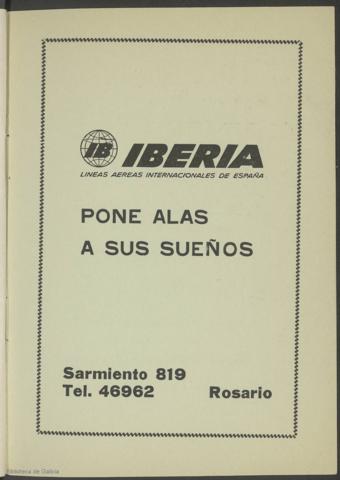 IB IBERIA
LINEAS AEREAS INTERNACIONALES DE ESPAÑA
PONE ALAS
A SUS SUEÑOS
Sarmiento 819
Tel. 46962 Rosario
Biblioteca de Galicia